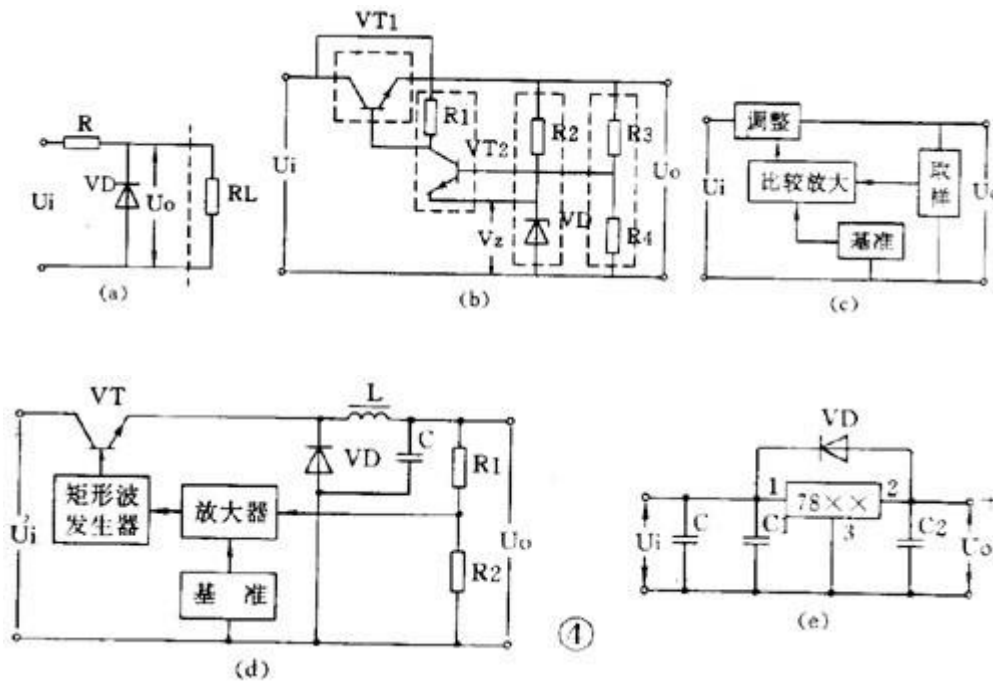 VT1
R
Ui
VD
Uo
RL
(a)
Ui
R1
VT2
R2
R3
Uo
Vz
VD
R4
(b)
调整
Ui
比较放大
取样
基准
(c)
VT
L
VD
C
R1
矩形波
发生器
放大器
Ui
Uo
R2
基 准
(d)
④
VD
1
78××
2
3
Ui
C
C1
C2
Uo
(e)